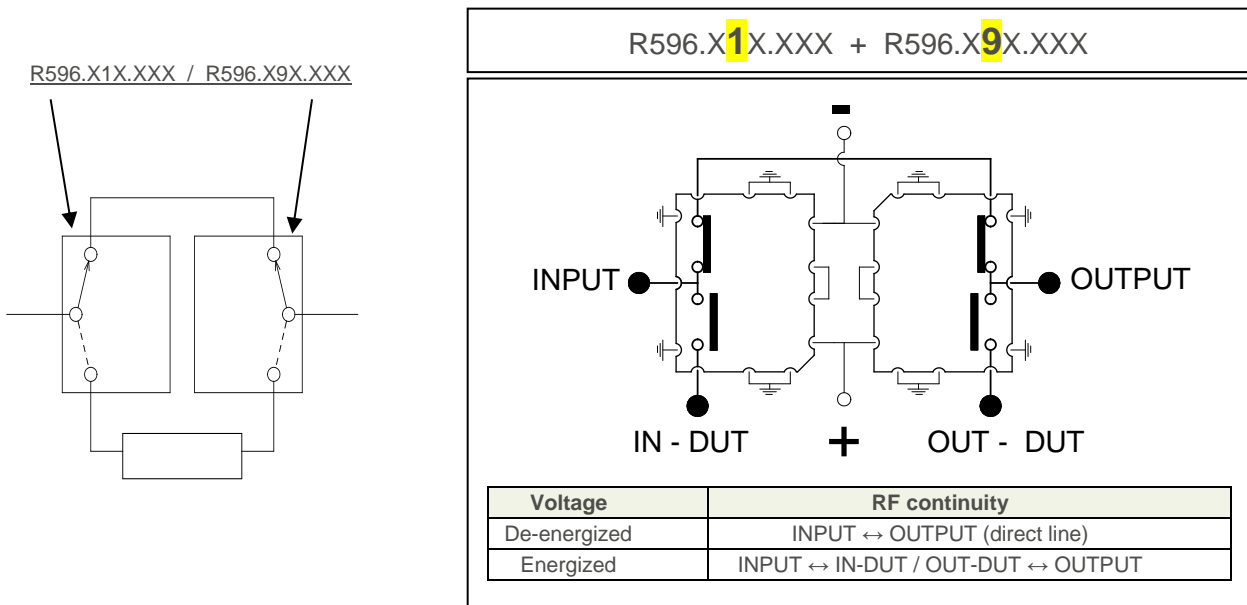 R596.X1X.XXX / R596.X9X.XXX
R596.X1X.XXX + R596.X9X.XXX
-
INPUT
OUTPUT
IN - DUT
+
OUT - DUT
Voltage
RF continuity
De-energized
INPUT ↔ OUTPUT (direct line)
Energized
INPUT ↔ IN-DUT / OUT-DUT ↔ OUTPUT